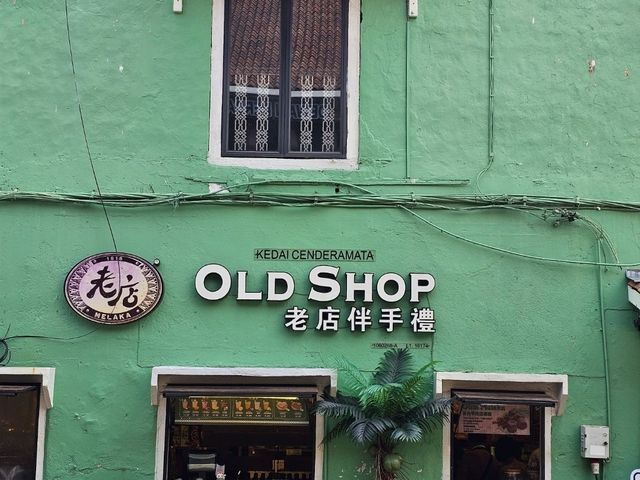 KEDAI CENDERAMATA
OLD SHOP
老店伴手禮
老店
MELAKA